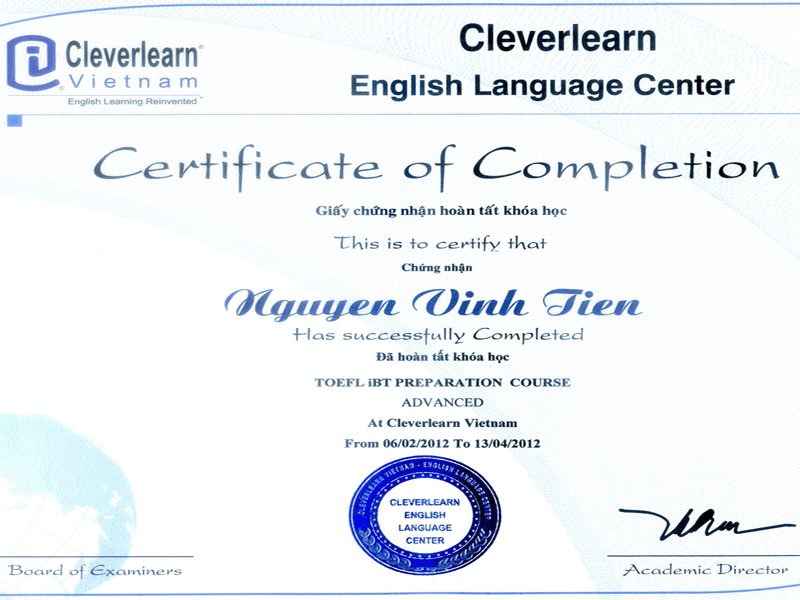 Cleverlearn®
Vietnam
English Learning Reinvented™
Cleverlearn
English Language Center
Certificate of Completion
Giấy chứng nhận hoàn tất khóa học
This is to certify that
Chứng nhận
Nguyen Vinh Tien
Has successfully Completed
Đã hoàn tất khóa học
TOEFL iBT PREPARATION COURSE
ADVANCED
At Cleverlearn Vietnam
From 06/02/2012 To 13/04/2012
CLEVERLEARN VIETNAM - ENGLISH LANGUAGE CENTER
CLEVERLEARN
ENGLISH
LANGUAGE
CENTER
Board of Examiners
Academic Director